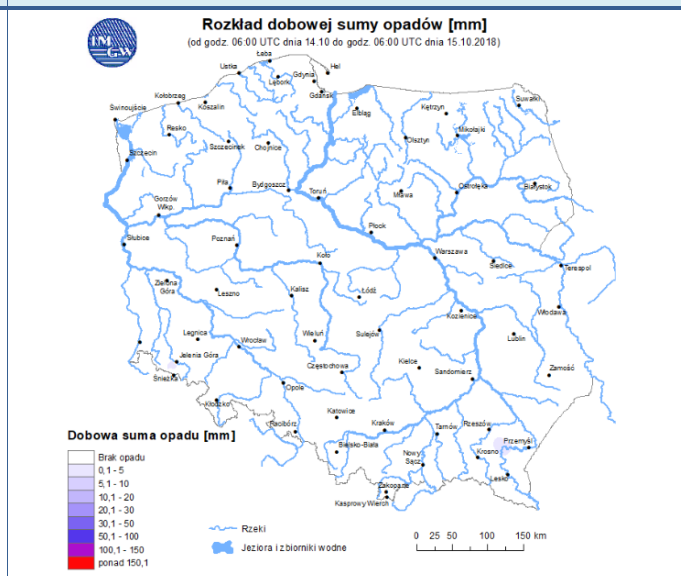 Rozkład dobowej sumy opadów [mm]
(od godz. 06:00 UTC dnia 14.10 do godz. 06:00 UTC dnia 15.10.2018)
IM
GW
Łeba
Hel
Ustka
Gdynia
Lębork
Gdańsk
Kołobrzeg
Koszalin
Świnoujście
Elbląg
Kętrzyn
Suwałki
Resko
Mikołajki
Olsztyn
Szczecinek
Chojnice
Szczecin
Piła
Bydgoszcz
Toruń
Mława
Ostrołęka
Białystok
Gorzów
Wlkp.
Płock
Słubice
Poznań
Koło
Warszawa
Siedlce
Terespol
Zielona
Góra
Leszno
Kalisz
Łódź
Kozienice
Włodawa
Legnica
Wrocław
Wieluń
Sulejów
Lublin
Jelenia Góra
Śnieżka
Częstochowa
Kielce
Sandomierz
Zamość
Kłodzko
Opole
Katowice
Kraków
Racibórz
Tarnów
Rzeszów
Przemyśl
Bielsko-Biała
Nowy
Sącz
Krosno
Lesko
Zakopane
Kasprowy Wierch
Dobowa suma opadu [mm]
Brak opadu
0,1 - 5
5,1 - 10
10,1 - 20
20,1 - 30
30,1 - 50
50,1 - 100
100,1 - 150
ponad 150,1
Rzeki
Jeziora i zbiorniki wodne
0 25 50 100 150 km